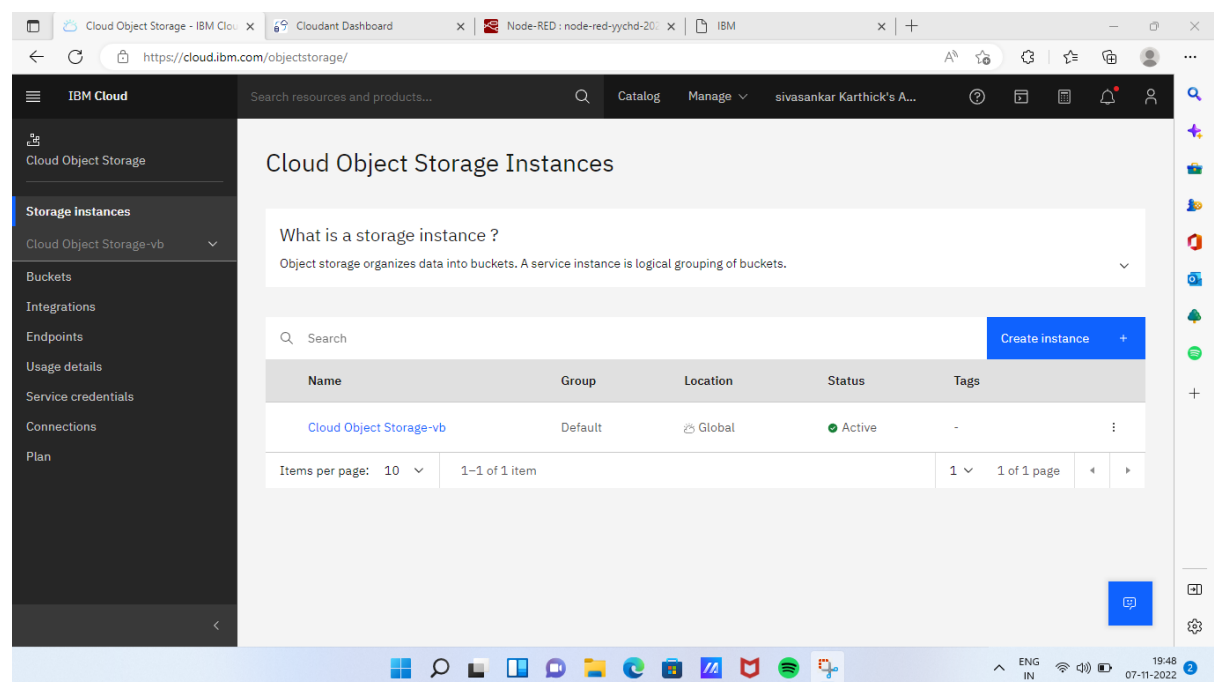 Cloud Object Storage - IBM Clou
Cloudant Dashboard
Node-RED : node-red-yychd-202
IBM
https://cloud.ibm.com/objectstorage/
IBM Cloud
Search resources and products...
Catalog
Manage
sivasankar Karthick's A...
Cloud Object Storage
Storage instances
Cloud Object Storage-vb
Buckets
Integrations
Endpoints
Usage details
Service credentials
Connections
Plan
Cloud Object Storage Instances
What is a storage instance ?
Object storage organizes data into buckets. A service instance is logical grouping of buckets.
Search
Create instance +
Name Group Location Status Tags
Cloud Object Storage-vb Default Global Active -
Items per page: 10 1–1 of 1 item 1 1 of 1 page
ENG
IN
19:48
07-11-2022
2